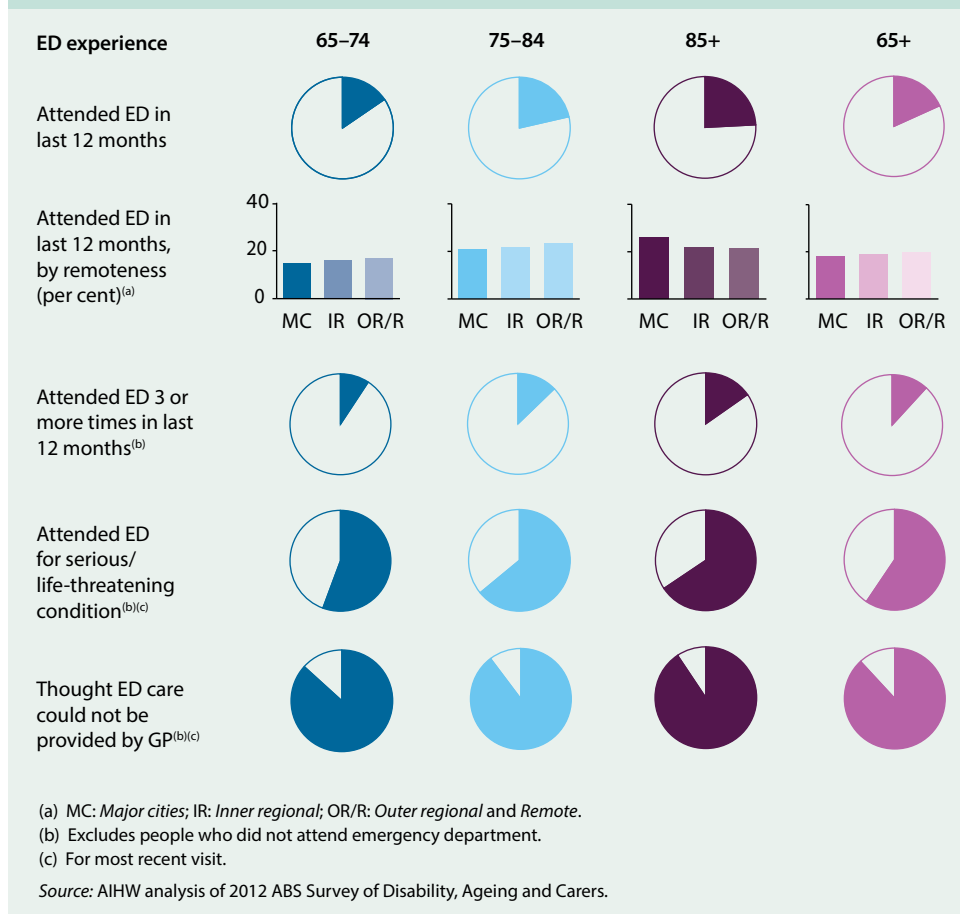 ED experience 65–74 75–84 85+ 65+
Attended ED in
last 12 months
Attended ED in
last 12 months,
by remoteness
(per cent)(a)
40
20
0
MC IR OR/R MC IR OR/R MC IR OR/R MC IR OR/R
Attended ED 3 or
more times in last
12 months(b)
Attended ED
for serious/
life-threatening
condition(b)(c)
Thought ED care
could not be
provided by GP(b)(c)
(a) MC: Major cities; IR: Inner regional; OR/R: Outer regional and Remote.
(b) Excludes people who did not attend emergency department.
(c) For most recent visit.
Source: AIHW analysis of 2012 ABS Survey of Disability, Ageing and Carers.